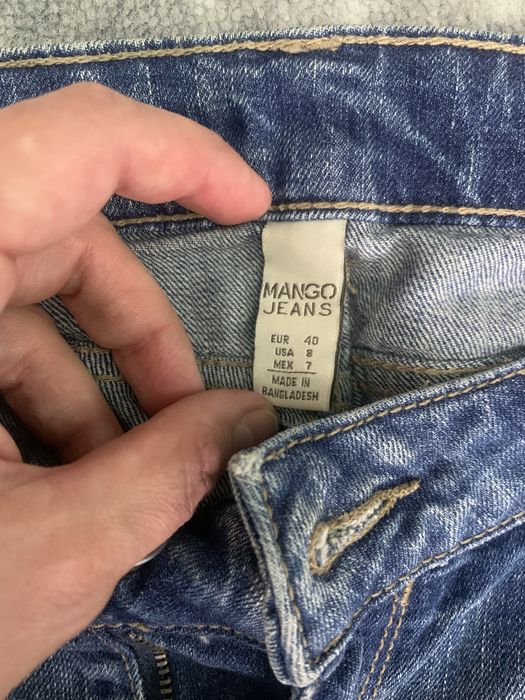 MANGO
JEANS
EUR 40
USA 8
MEX 7
MADE IN
BANGLADESH